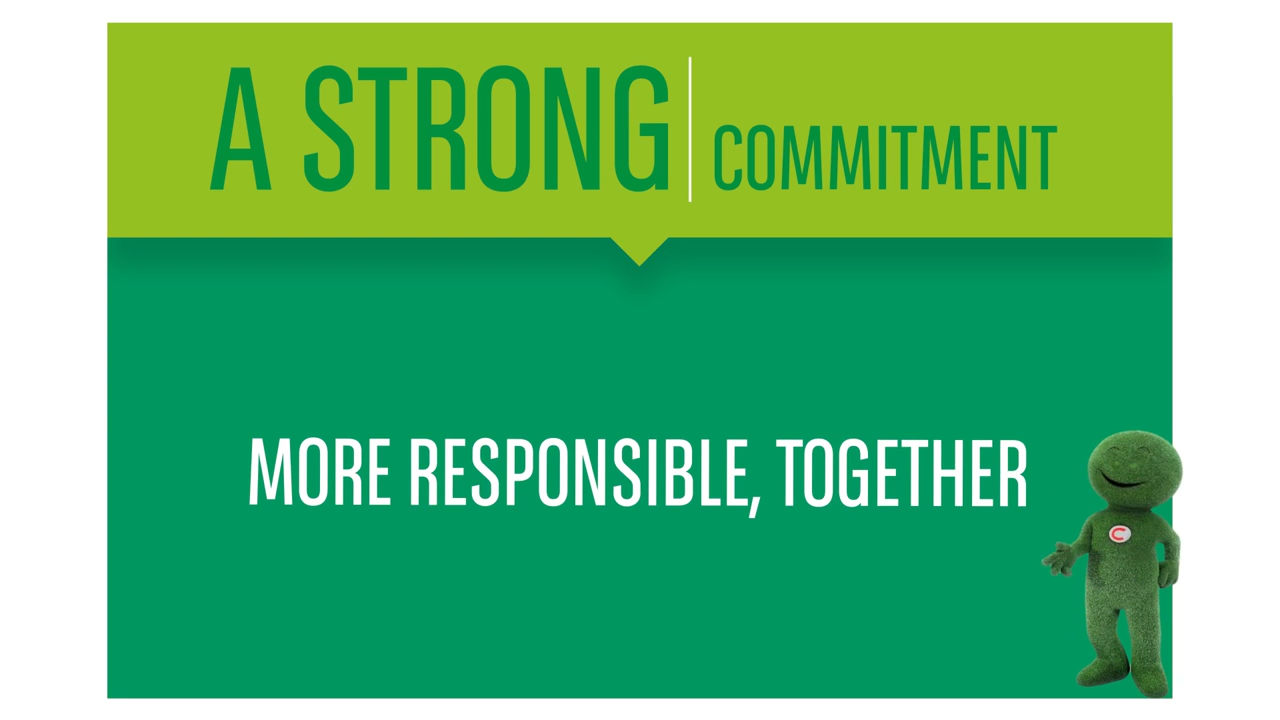 A STRONG COMMITMENT
MORE RESPONSIBLE, TOGETHER
C